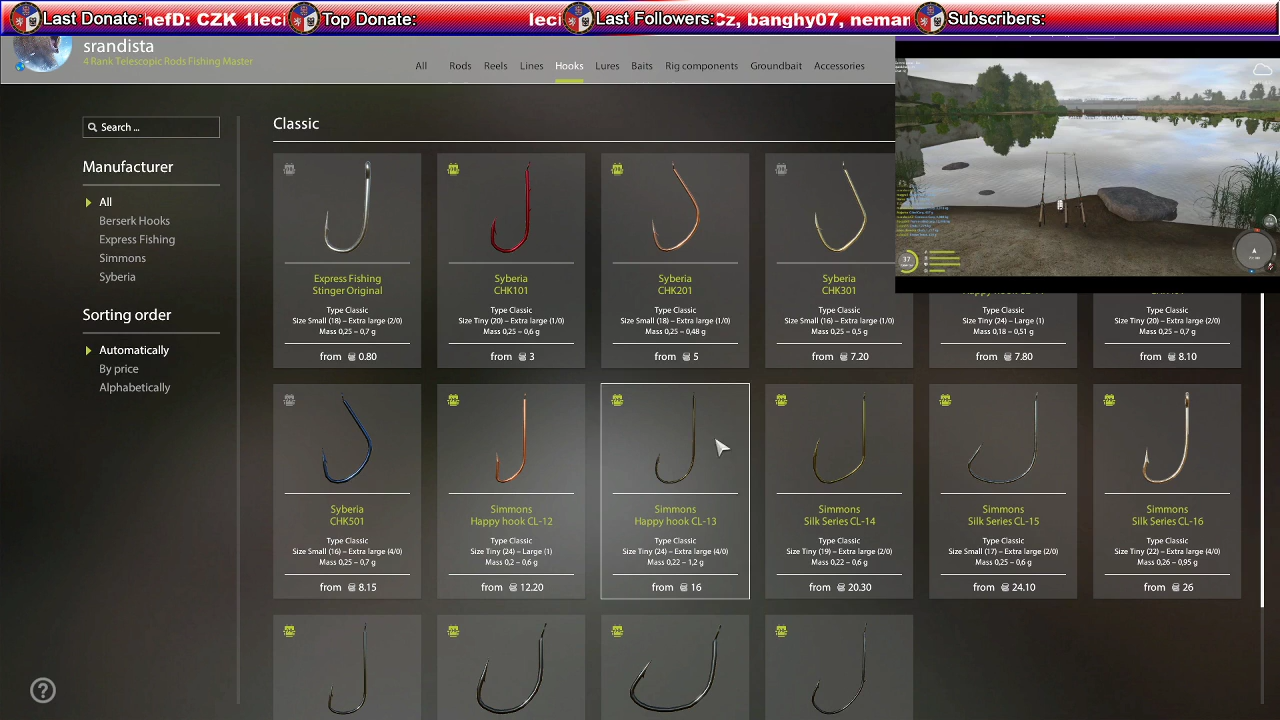 Last Donate: hefD: CZK 1leci Top Donate: leci Last Followers: Cz, banghy07, neman Subscribers:
srandista
4 Rank Telescopic Rods Fishing Master
All Rods Reels Lines Hooks Lures Baits Rig components Groundbait Accessories
Search ...
Manufacturer
All
Berserk Hooks
Express Fishing
Simmons
Syberia
Sorting order
Automatically
By price
Alphabetically
Classic
Express Fishing
Stinger Original
Type Classic
Size Small (18) – Extra large (2/0)
Mass 0,25 – 0,7 g
from 0.80
Syberia
CHK101
Type Classic
Size Tiny (20) – Extra large (1/0)
Mass 0,25 – 0,6 g
from 3
Syberia
CHK201
Type Classic
Size Small (18) – Extra large (1/0)
Mass 0,25 – 0,48 g
from 5
Syberia
CHK301
Type Classic
Size Small (16) – Extra large (1/0)
Mass 0,25 – 0,5 g
from 7.20
Type Classic
Size Tiny (24) – Large (1)
Mass 0,18 – 0,51 g
from 7.80
Type Classic
Size Tiny (20) – Extra large (2/0)
Mass 0,25 – 0,7 g
from 8.10
Syberia
CHK501
Type Classic
Size Small (16) – Extra large (4/0)
Mass 0,25 – 0,7 g
from 8.15
Simmons
Happy hook CL-12
Type Classic
Size Tiny (24) – Large (1)
Mass 0,2 – 0,6 g
from 12.20
Simmons
Happy hook CL-13
Type Classic
Size Tiny (24) – Extra large (4/0)
Mass 0,22 – 1,2 g
from 16
Simmons
Silk Series CL-14
Type Classic
Size Tiny (19) – Extra large (2/0)
Mass 0,22 – 0,6 g
from 20.30
Simmons
Silk Series CL-15
Type Classic
Size Small (17) – Extra large (2/0)
Mass 0,25 – 0,6 g
from 24.10
Simmons
Silk Series CL-16
Type Classic
Size Tiny (22) – Extra large (4/0)
Mass 0,26 – 0,95 g
from 26
37
?